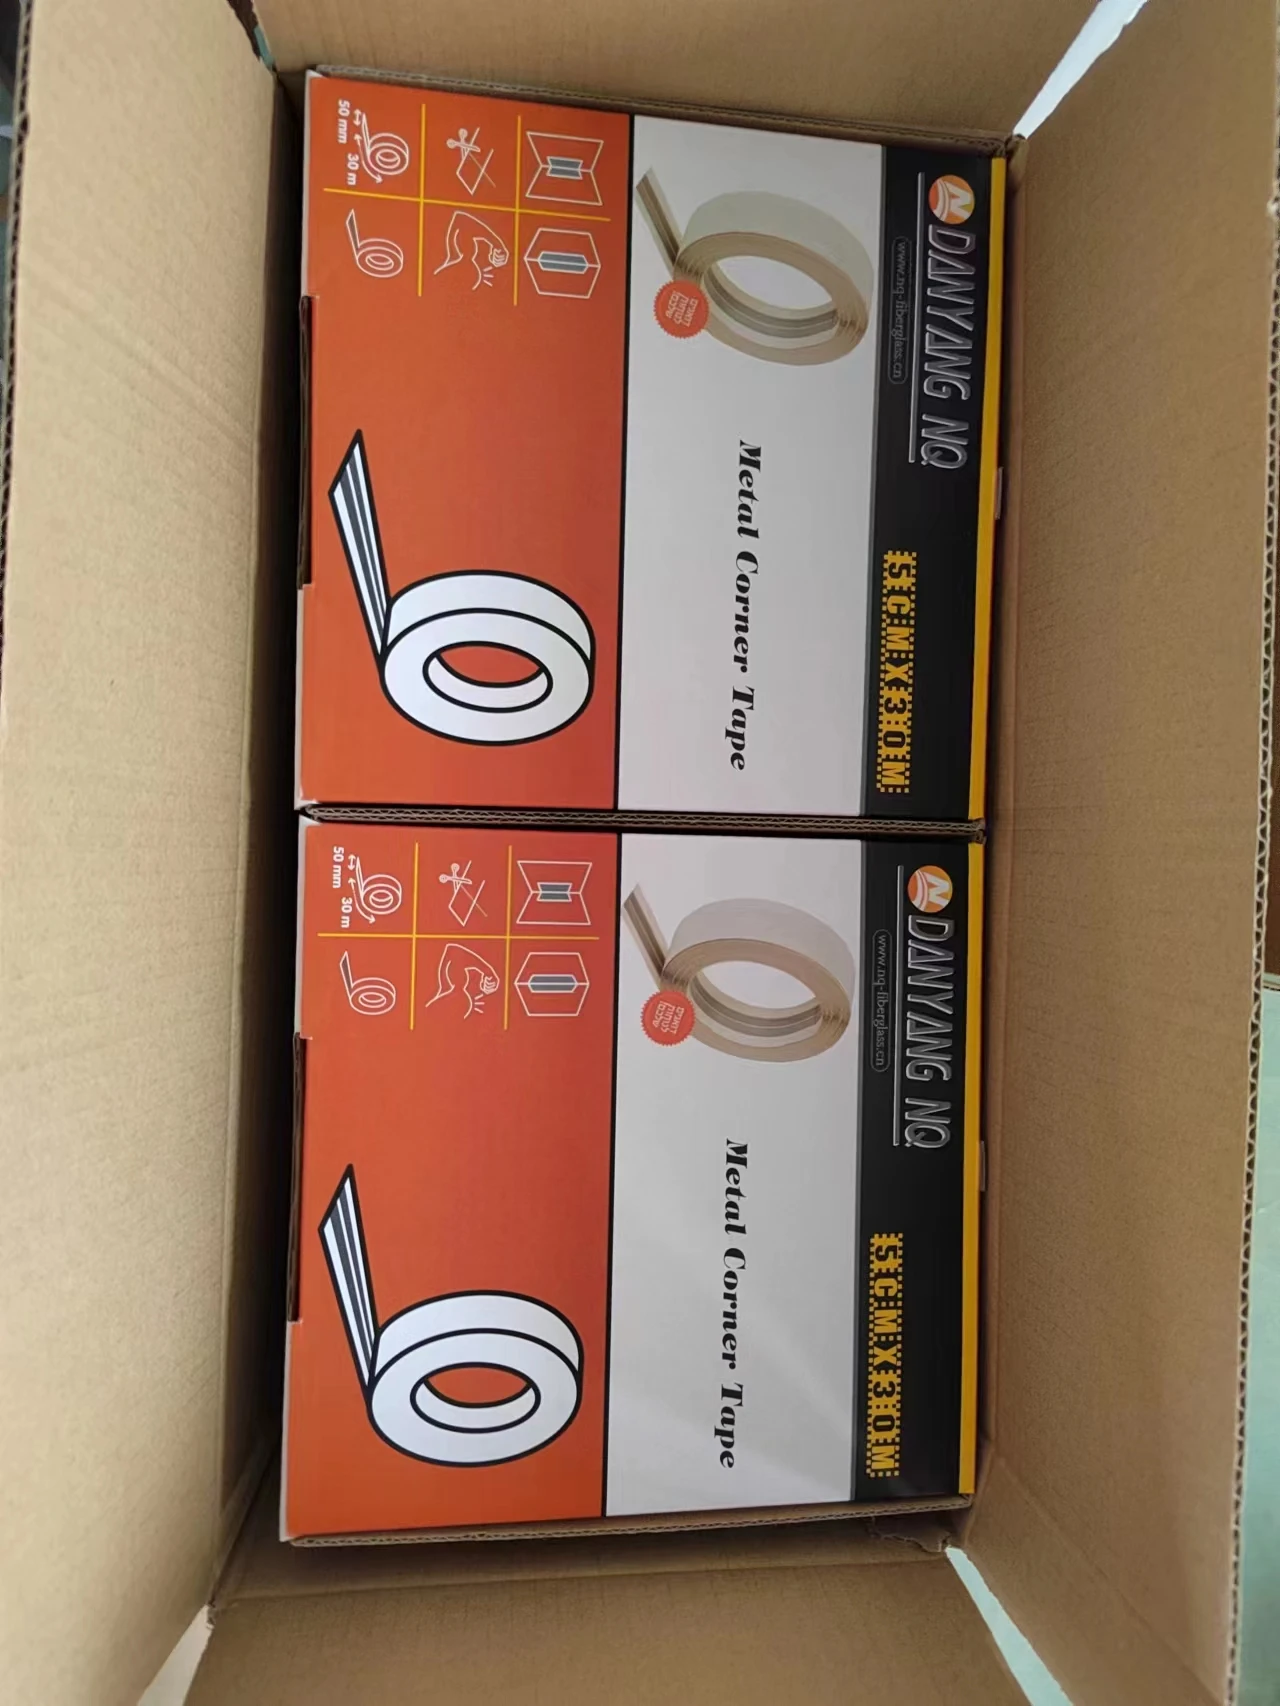 DANYANG NQ
www.nq-fiberglass.cn
5CMX30M
Metal Corner Tape
50 mm
30 m
DANYANG NQ
www.nq-fiberglass.cn
5CMX30M
Metal Corner Tape
50 mm
30 m